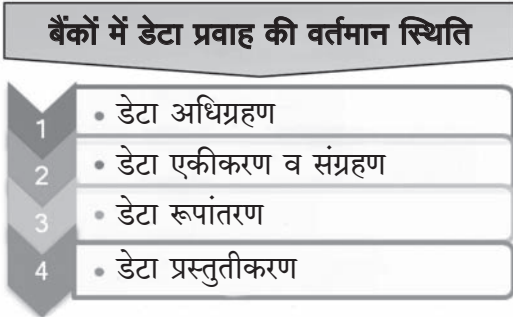 बैंकों में डेटा प्रवाह की वर्तमान स्थिति
1 • डेटा अधिग्रहण
2 • डेटा एकीकरण व संग्रहण
3 • डेटा रूपांतरण
4 • डेटा प्रस्तुतीकरण